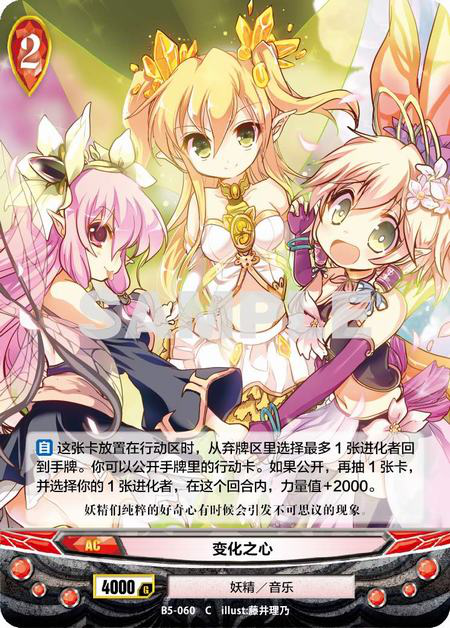 2
SAMPLE
自 这张卡放置在行动区时，从弃牌区里选择最多1张进化者回
到手牌。你可以公开手牌里的行动卡。如果公开，再抽1张卡，
并选择你的1张进化者，在这个回合内，力量值+2000。
妖精们纯粹的好奇心有时候会引发不可思议的现象。
AC 变化之心
4000 G 妖精／音乐
B5-060 C illust:藤井理乃